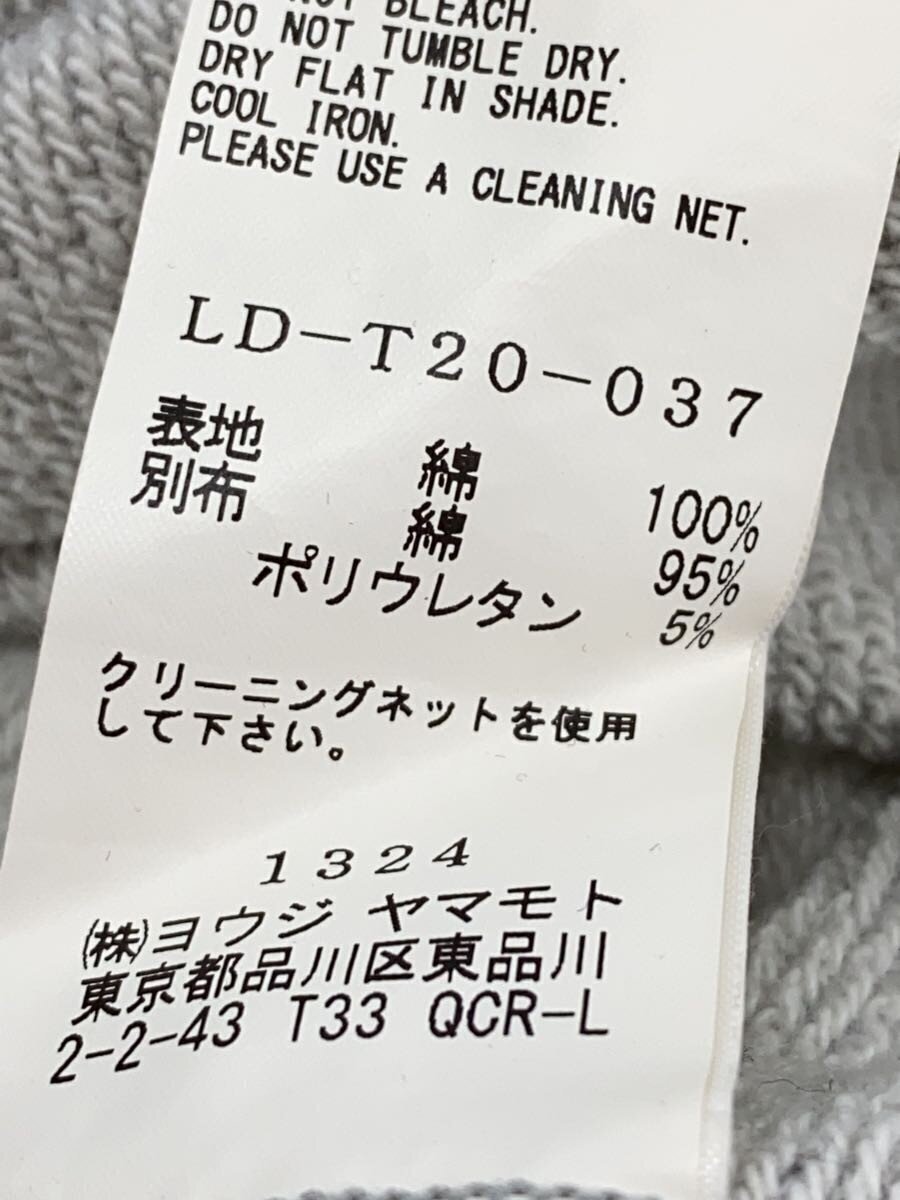 NOT BLEACH.
DO NOT TUMBLE DRY.
DRY FLAT IN SHADE.
COOL IRON.
PLEASE USE A CLEANING NET.
LD-T20-037
表地 綿 100%
別布 綿 95%
ポリウレタン 5%
クリーニングネットを使用
して下さい。
1324
(株)ヨウジ ヤマモト
東京都品川区東品川
2-2-43 T33 QCR-L